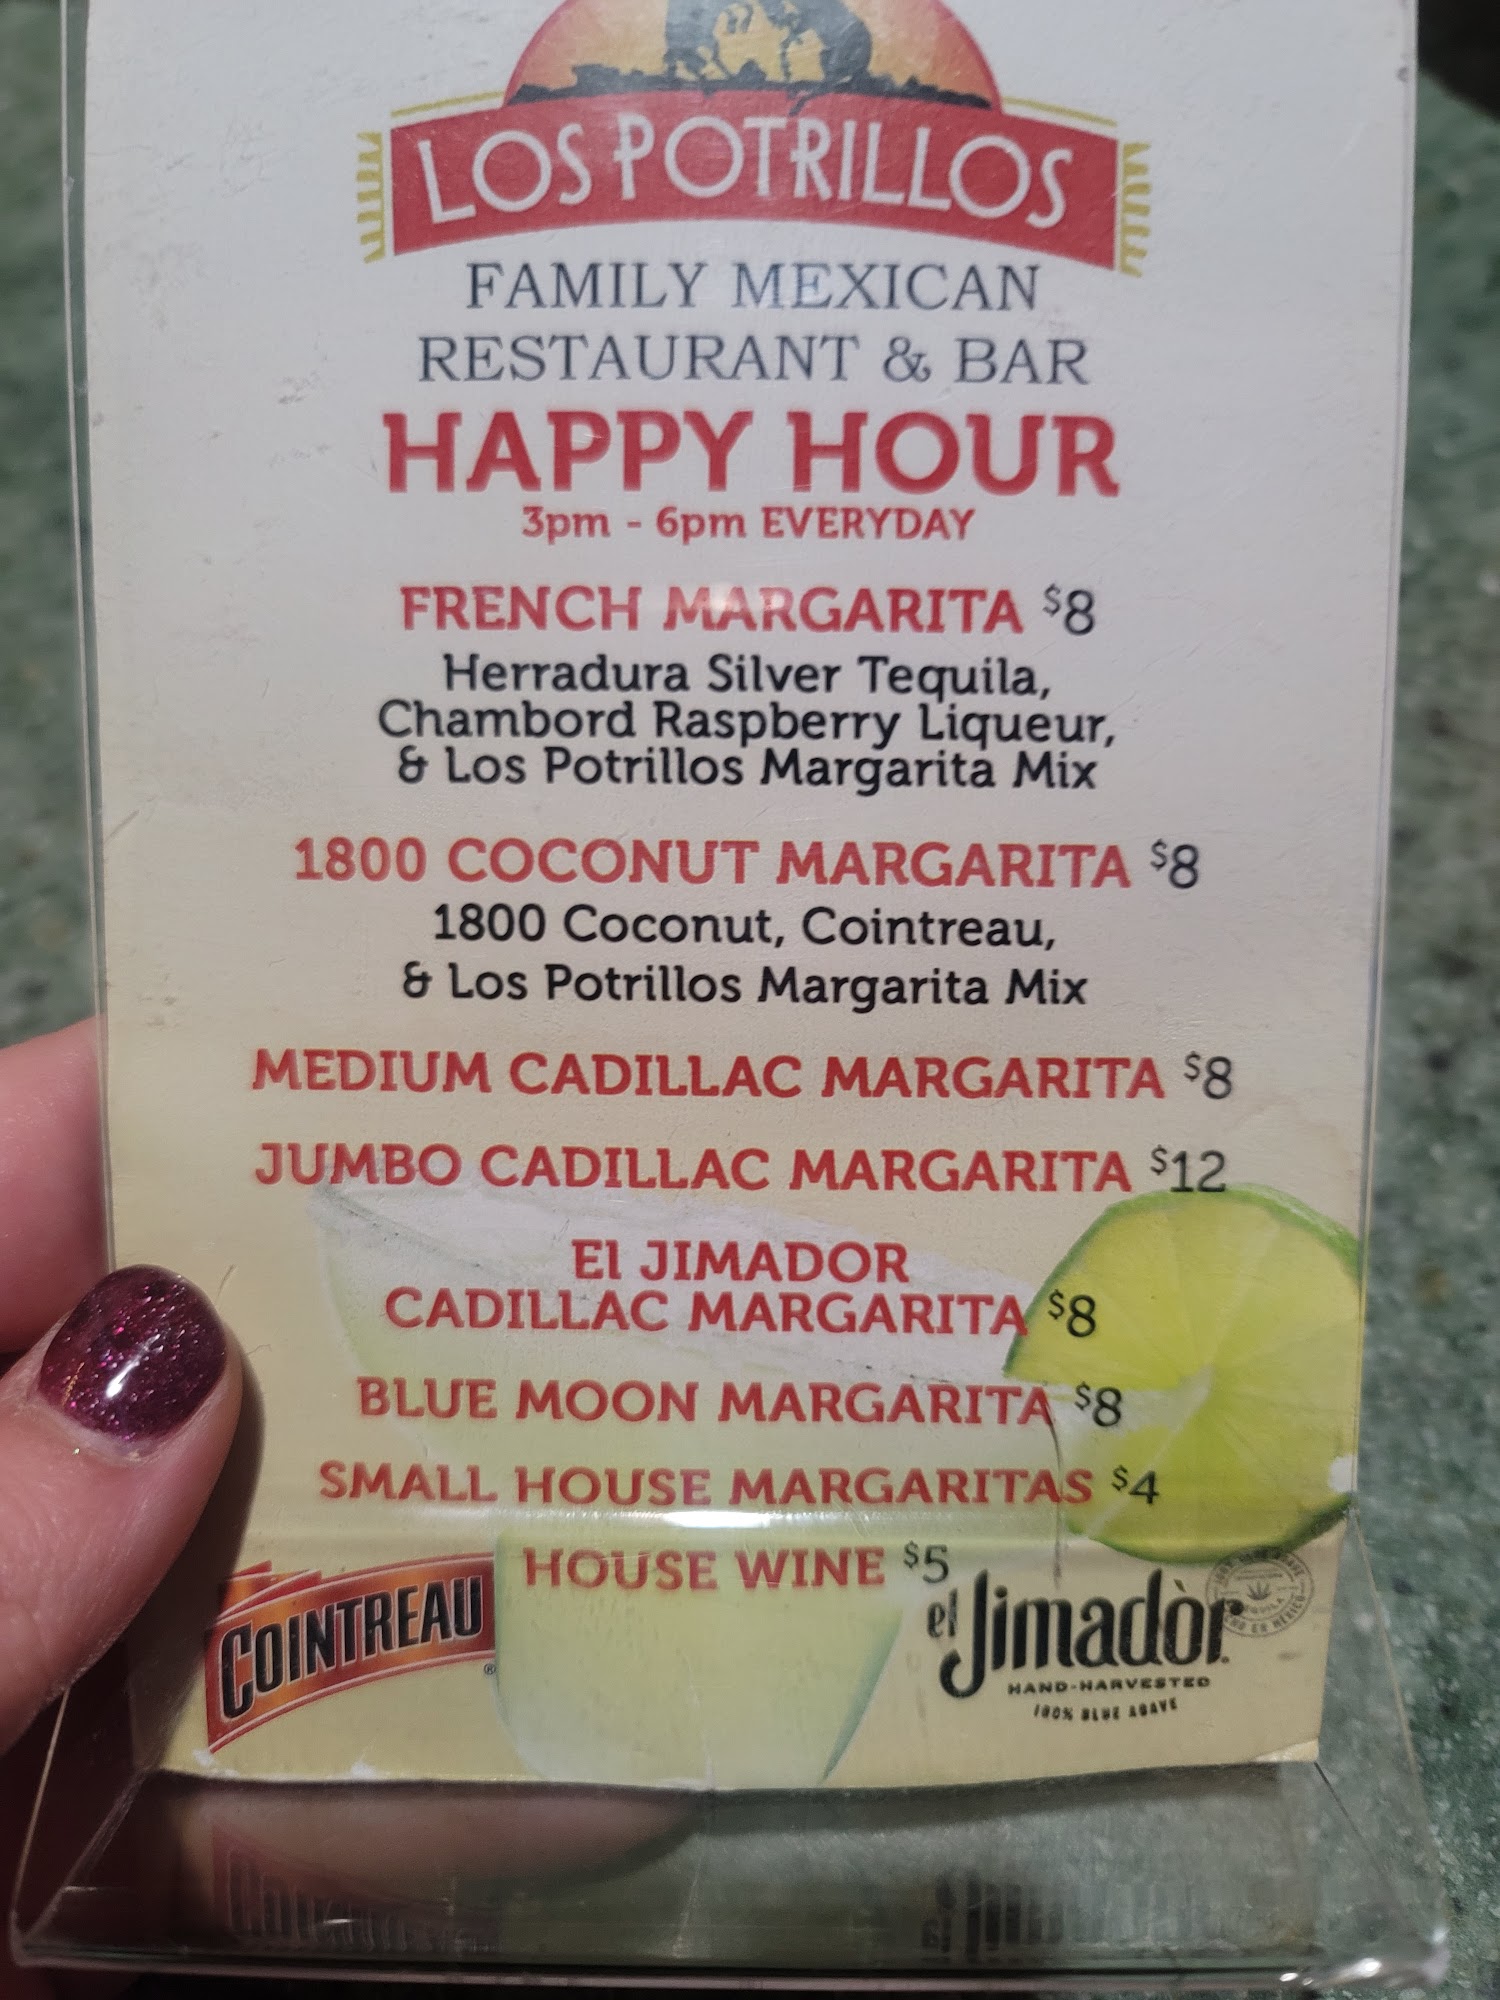 LOS POTRILLOS
FAMILY MEXICAN
RESTAURANT & BAR
HAPPY HOUR
3pm - 6pm EVERYDAY
FRENCH MARGARITA $8
Herradura Silver Tequila,
Chambord Raspberry Liqueur,
& Los Potrillos Margarita Mix
1800 COCONUT MARGARITA $8
1800 Coconut, Cointreau,
& Los Potrillos Margarita Mix
MEDIUM CADILLAC MARGARITA $8
JUMBO CADILLAC MARGARITA $12
El JIMADOR
CADILLAC MARGARITA $8
BLUE MOON MARGARITA $8
SMALL HOUSE MARGARITAS $4
HOUSE WINE $5
COINTREAU®
el Jimadòr.
HAND-HARVESTED
100% BLUE AGAVE